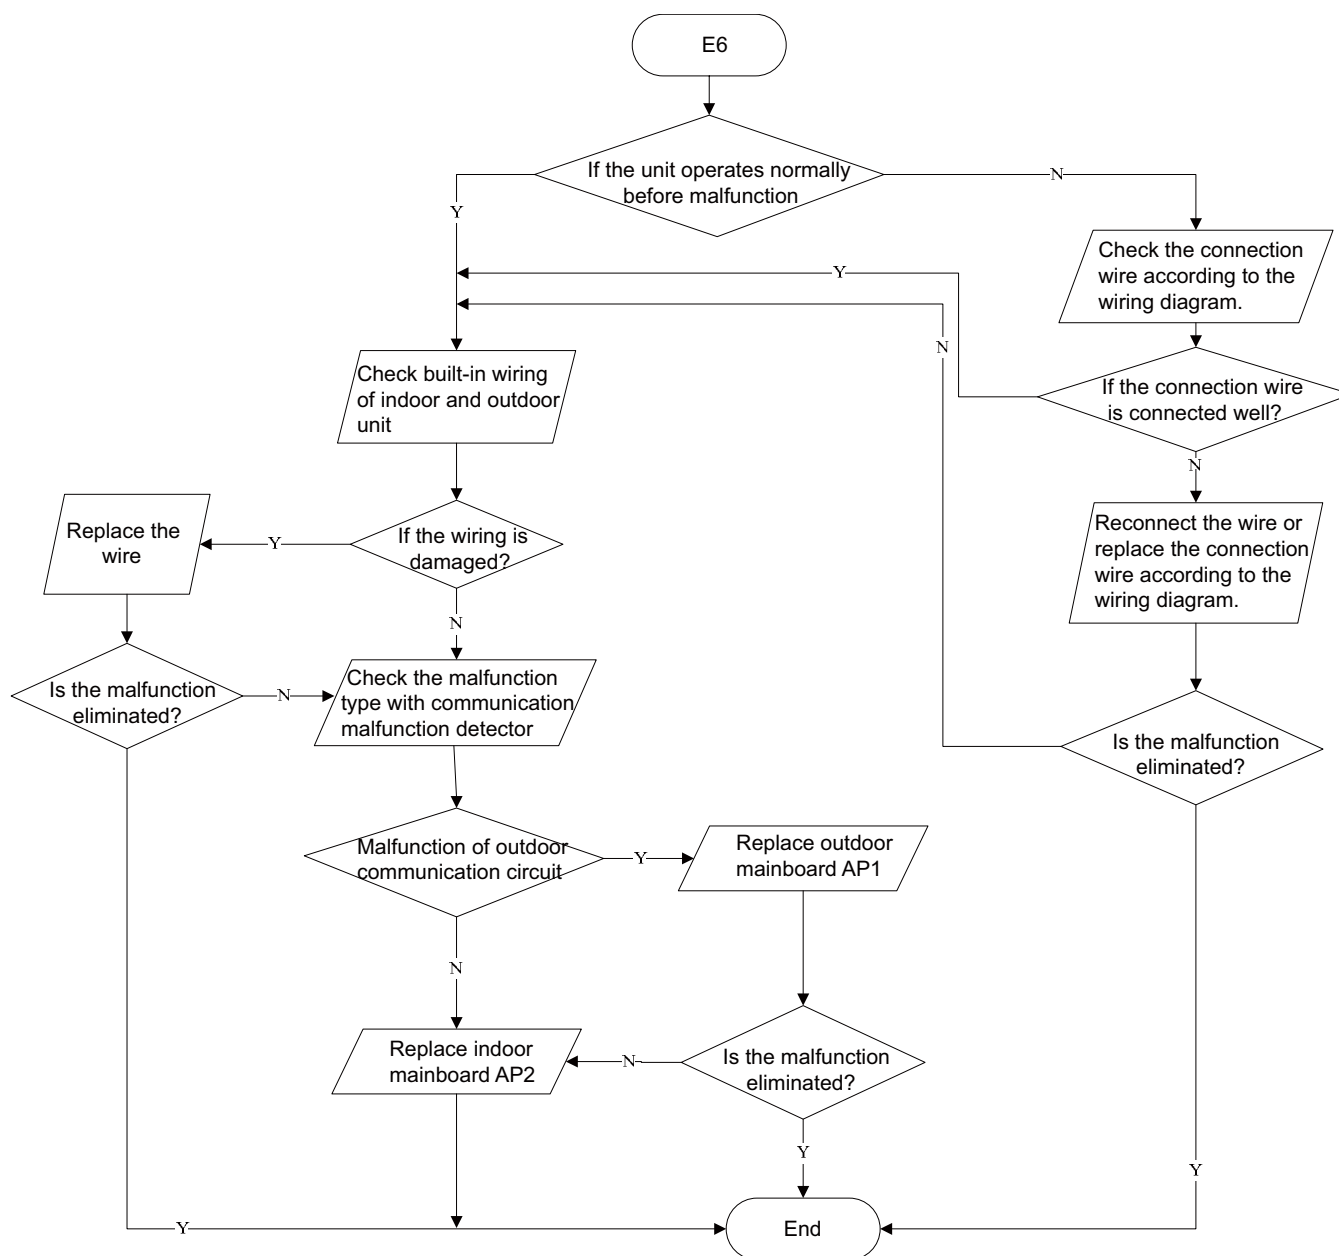 E6
If the unit operates normally
before malfunction
N
Y
Check the connection
wire according to the
wiring diagram.
Y
N
Check built-in wiring
of indoor and outdoor
unit
If the connection wire
is connected well?
N
Replace the
wire
Y
If the wiring is
damaged?
Reconnect the wire or
replace the connection
wire according to the
wiring diagram.
N
Is the malfunction
eliminated?
N
Check the malfunction
type with communication
malfunction detector
Is the malfunction
eliminated?
Malfunction of outdoor
communication circuit
Y
Replace outdoor
mainboard AP1
N
Replace indoor
mainboard AP2
N
Is the malfunction
eliminated?
Y
Y
Y
End